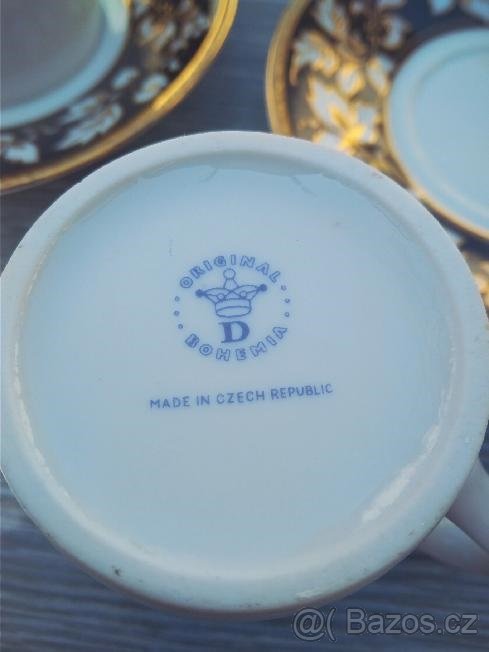 ORIGINAL
D
BOHEMIA
MADE IN CZECH REPUBLIC
@ Bazos.cz